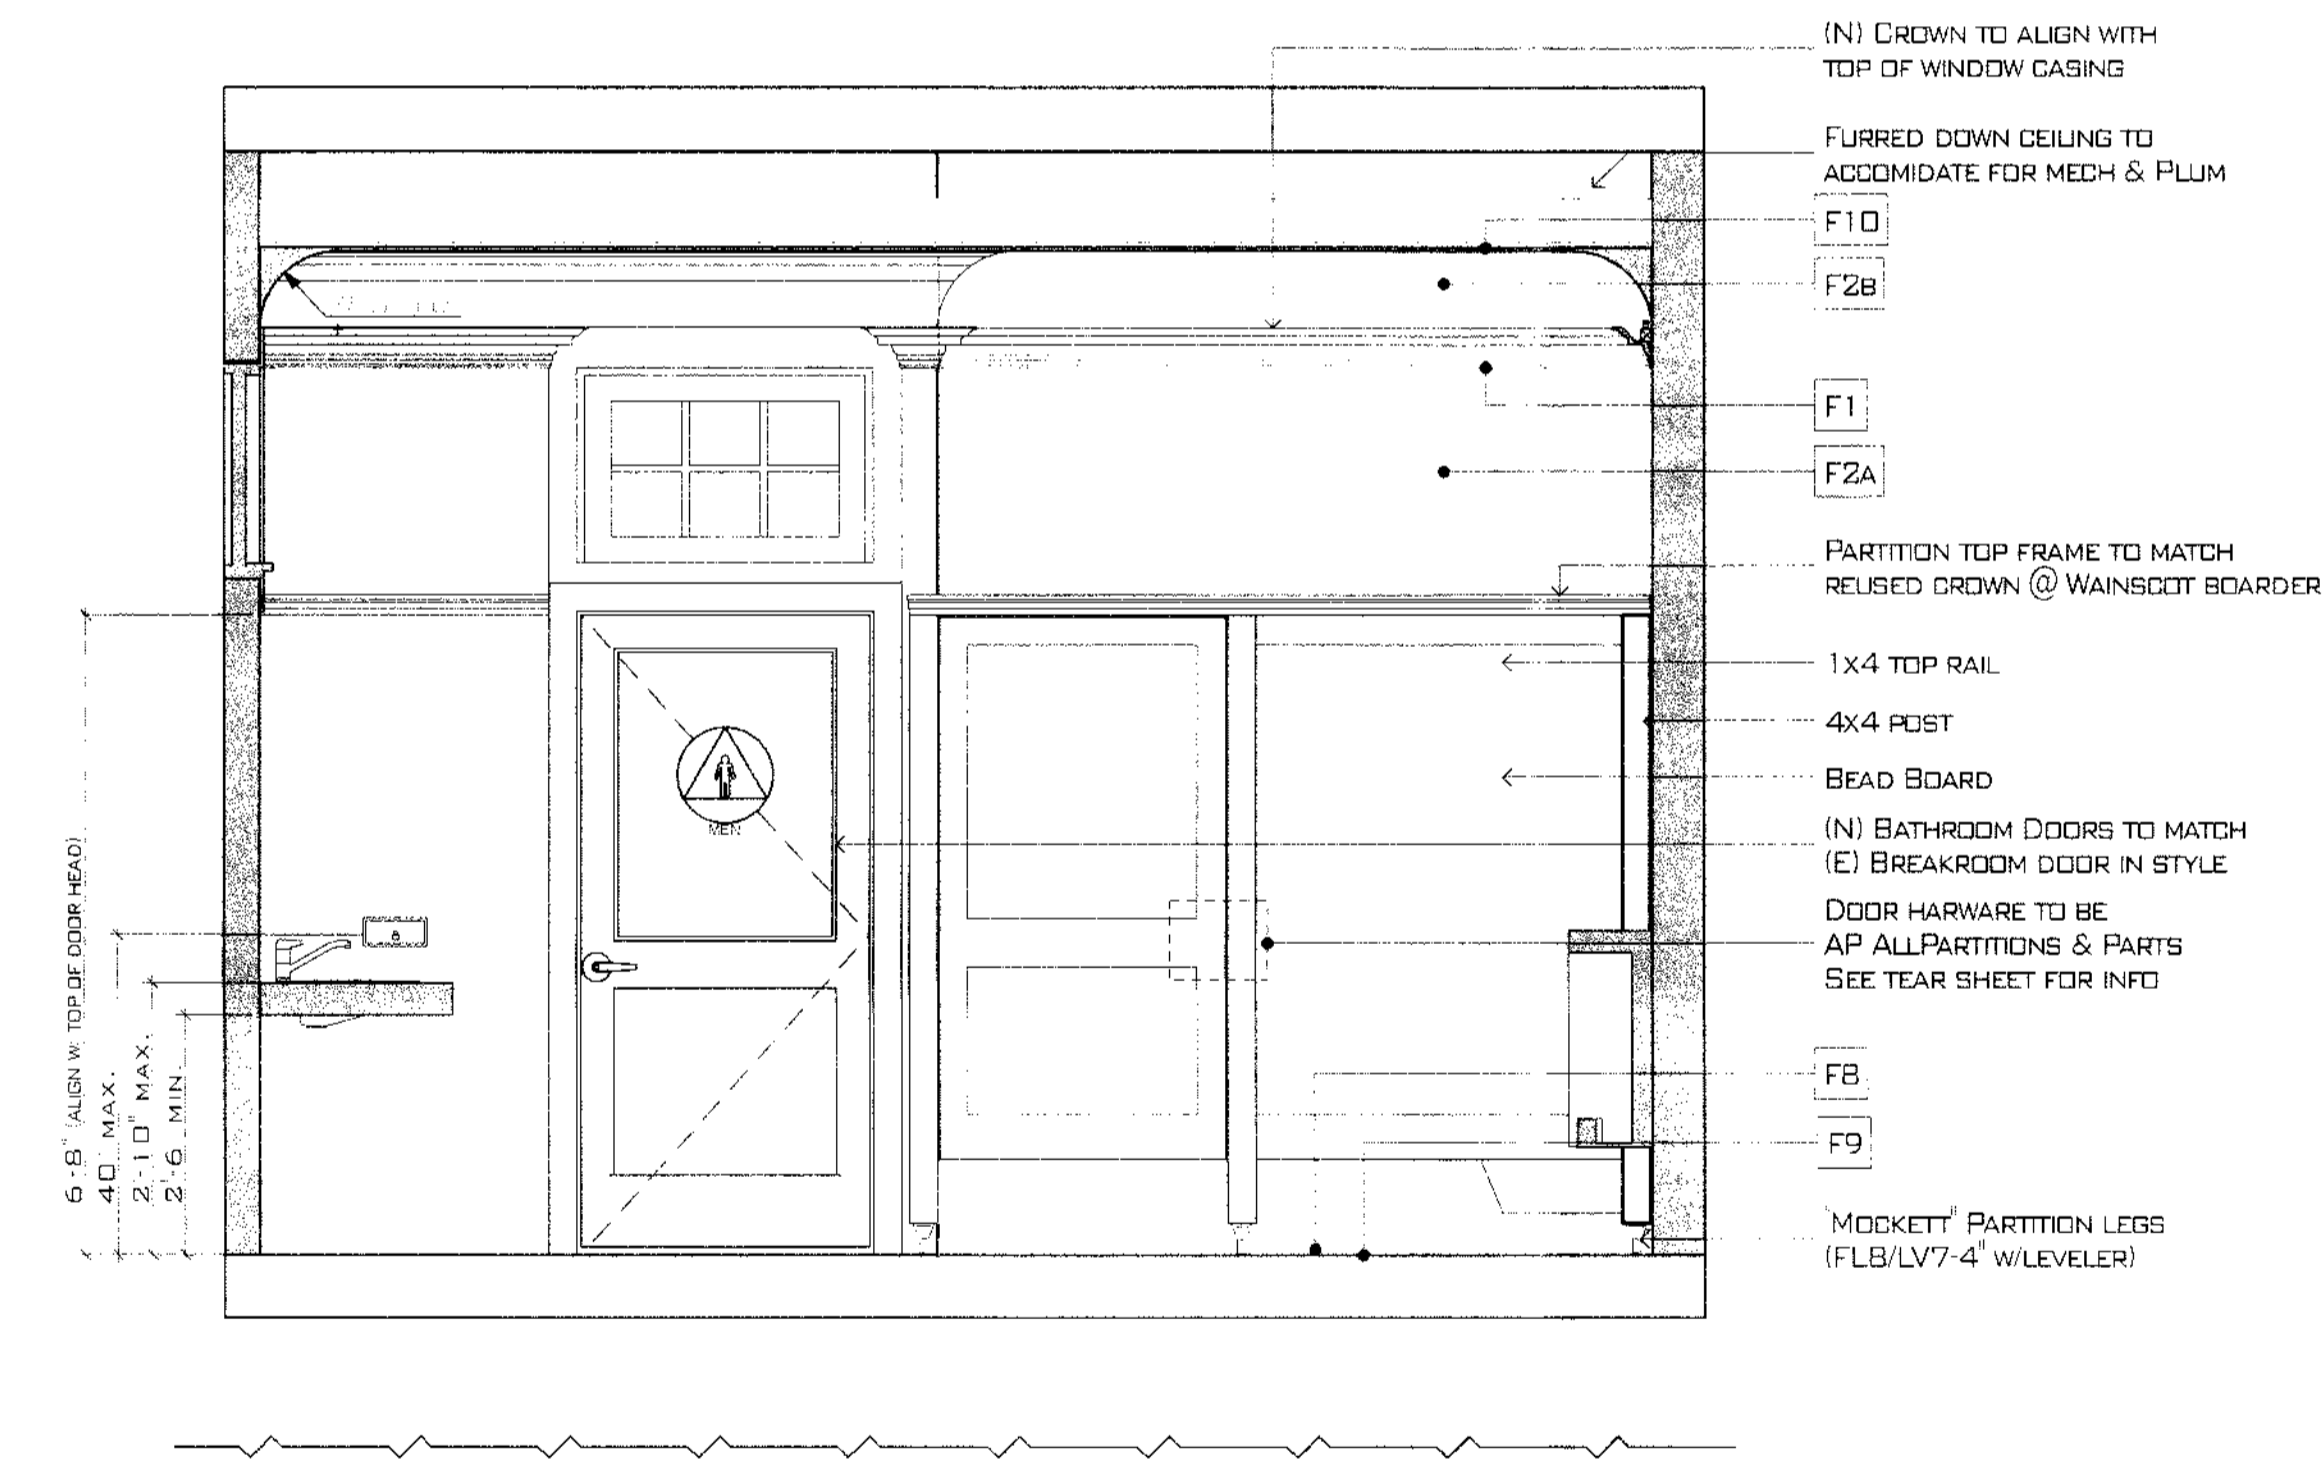 (N) CROWN TO ALIGN WITH
TOP OF WINDOW CASING
FURRED DOWN CEILING TO
ACCOMIDATE FOR MECH & PLUM
F10
F2B
F1
F2A
PARTITION TOP FRAME TO MATCH
REUSED CROWN @ WAINSCOT BOARDER
1X4 TOP RAIL
4X4 POST
BEAD BOARD
(N) BATHROOM DOORS TO MATCH
(E) BREAKROOM DOOR IN STYLE
DOOR HARWARE TO BE
AP ALLPARTITIONS & PARTS
SEE TEAR SHEET FOR INFO
F8
F9
"MOCKETT" PARTITION LEGS
(FL8/LV7-4" W/LEVELER)
MEN
6'-8" (ALIGN W: TOP OF DOOR HEAD)
40" MAX.
2'-10" MAX.
2'-6 MIN.